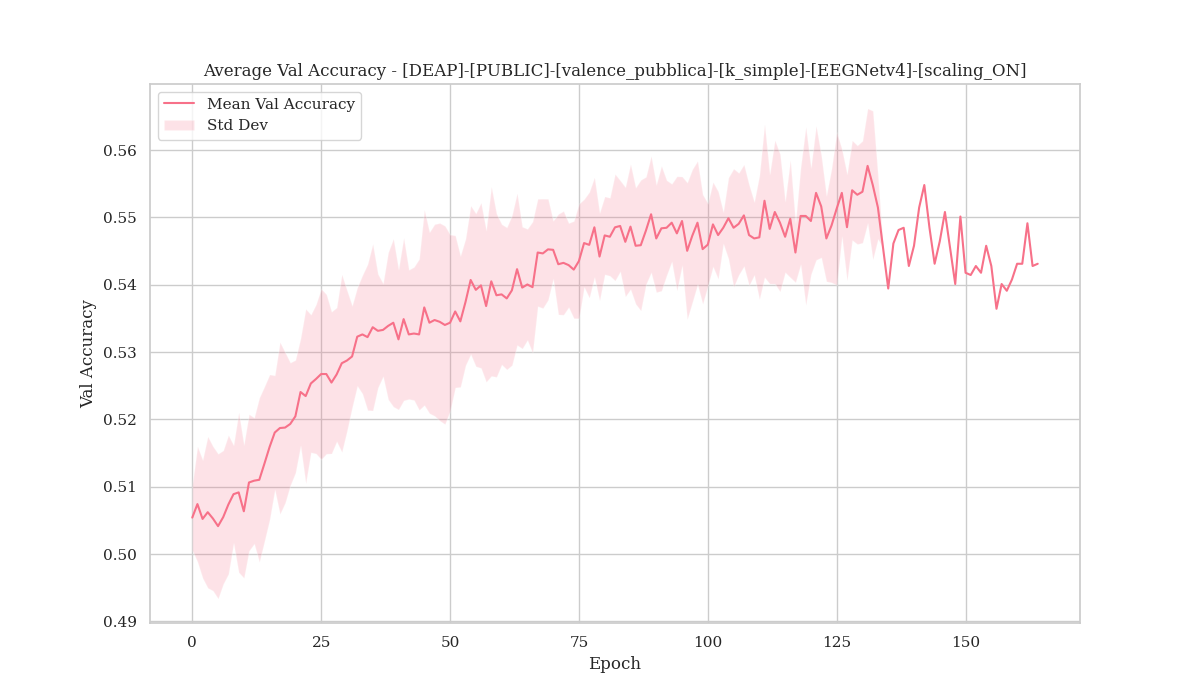 Average Val Accuracy - [DEAP]-[PUBLIC]-[valence_pubblica]-[k_simple]-[EEGNetv4]-[scaling_ON]
Mean Val Accuracy
Std Dev
0.56
0.55
0.54
0.53
0.52
0.51
0.50
0.49
Val Accuracy
0 25 50 75 100 125 150
Epoch